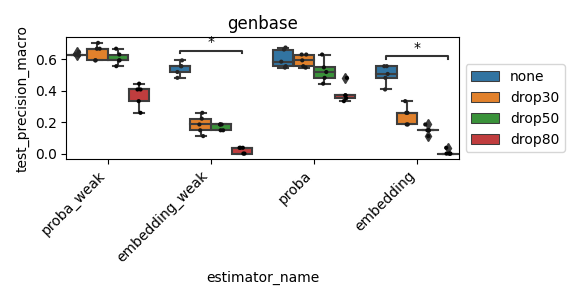 genbase
test_precision_macro
0.6
0.4
0.2
0.0
*
*
proba_weak
embedding_weak
proba
embedding
estimator_name
none
drop30
drop50
drop80